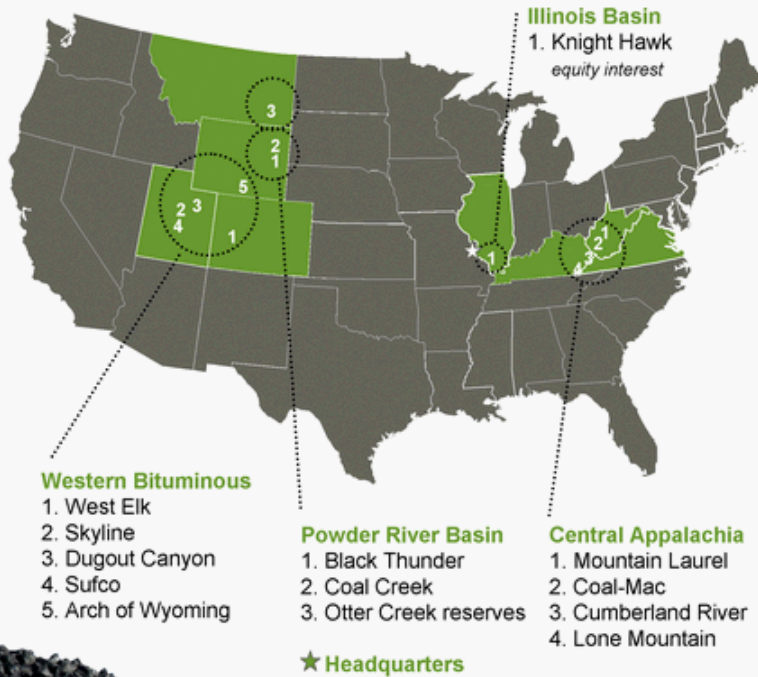 Illinois Basin
1. Knight Hawk
equity interest
3
2
1
5
3
2
4
1
1
1
2
3
4
Western Bituminous
1. West Elk
2. Skyline
3. Dugout Canyon
4. Sufco
5. Arch of Wyoming
Powder River Basin
1. Black Thunder
2. Coal Creek
3. Otter Creek reserves
Central Appalachia
1. Mountain Laurel
2. Coal-Mac
3. Cumberland River
4. Lone Mountain
Headquarters